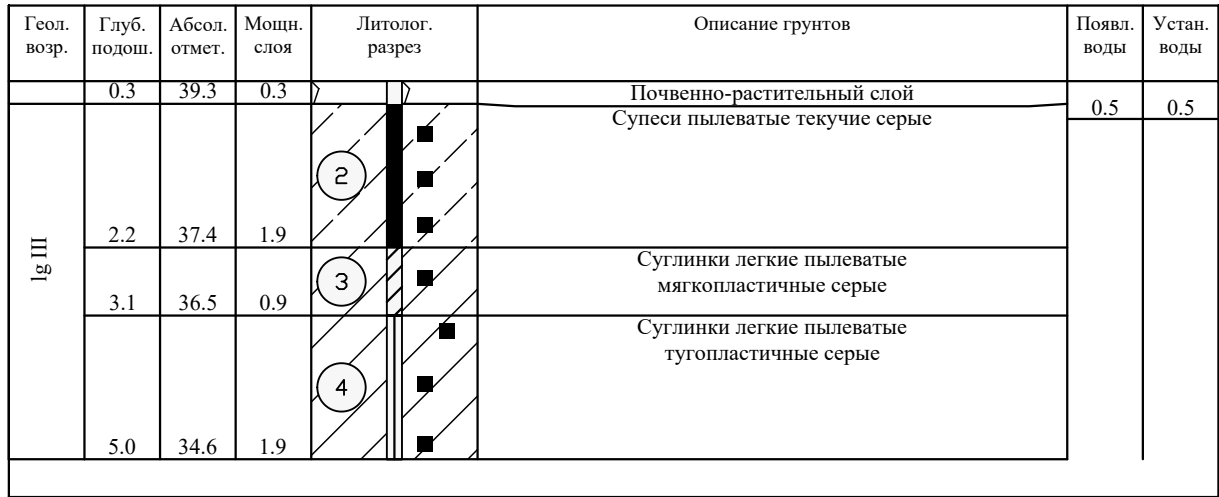 Геол. возр.
Глуб. подош.
Абсол. отмет.
Мощн. слоя
Литолог. разрез
Описание грунтов
Появл. воды
Устан. воды
0.3 39.3 0.3 Почвенно-растительный слой
0.5 0.5
lg III
Супеси пылеватые текучие серые
2
2.2 37.4 1.9
Суглинки легкие пылеватые
мягкопластичные серые
3
3.1 36.5 0.9
Суглинки легкие пылеватые
тугопластичные серые
4
5.0 34.6 1.9